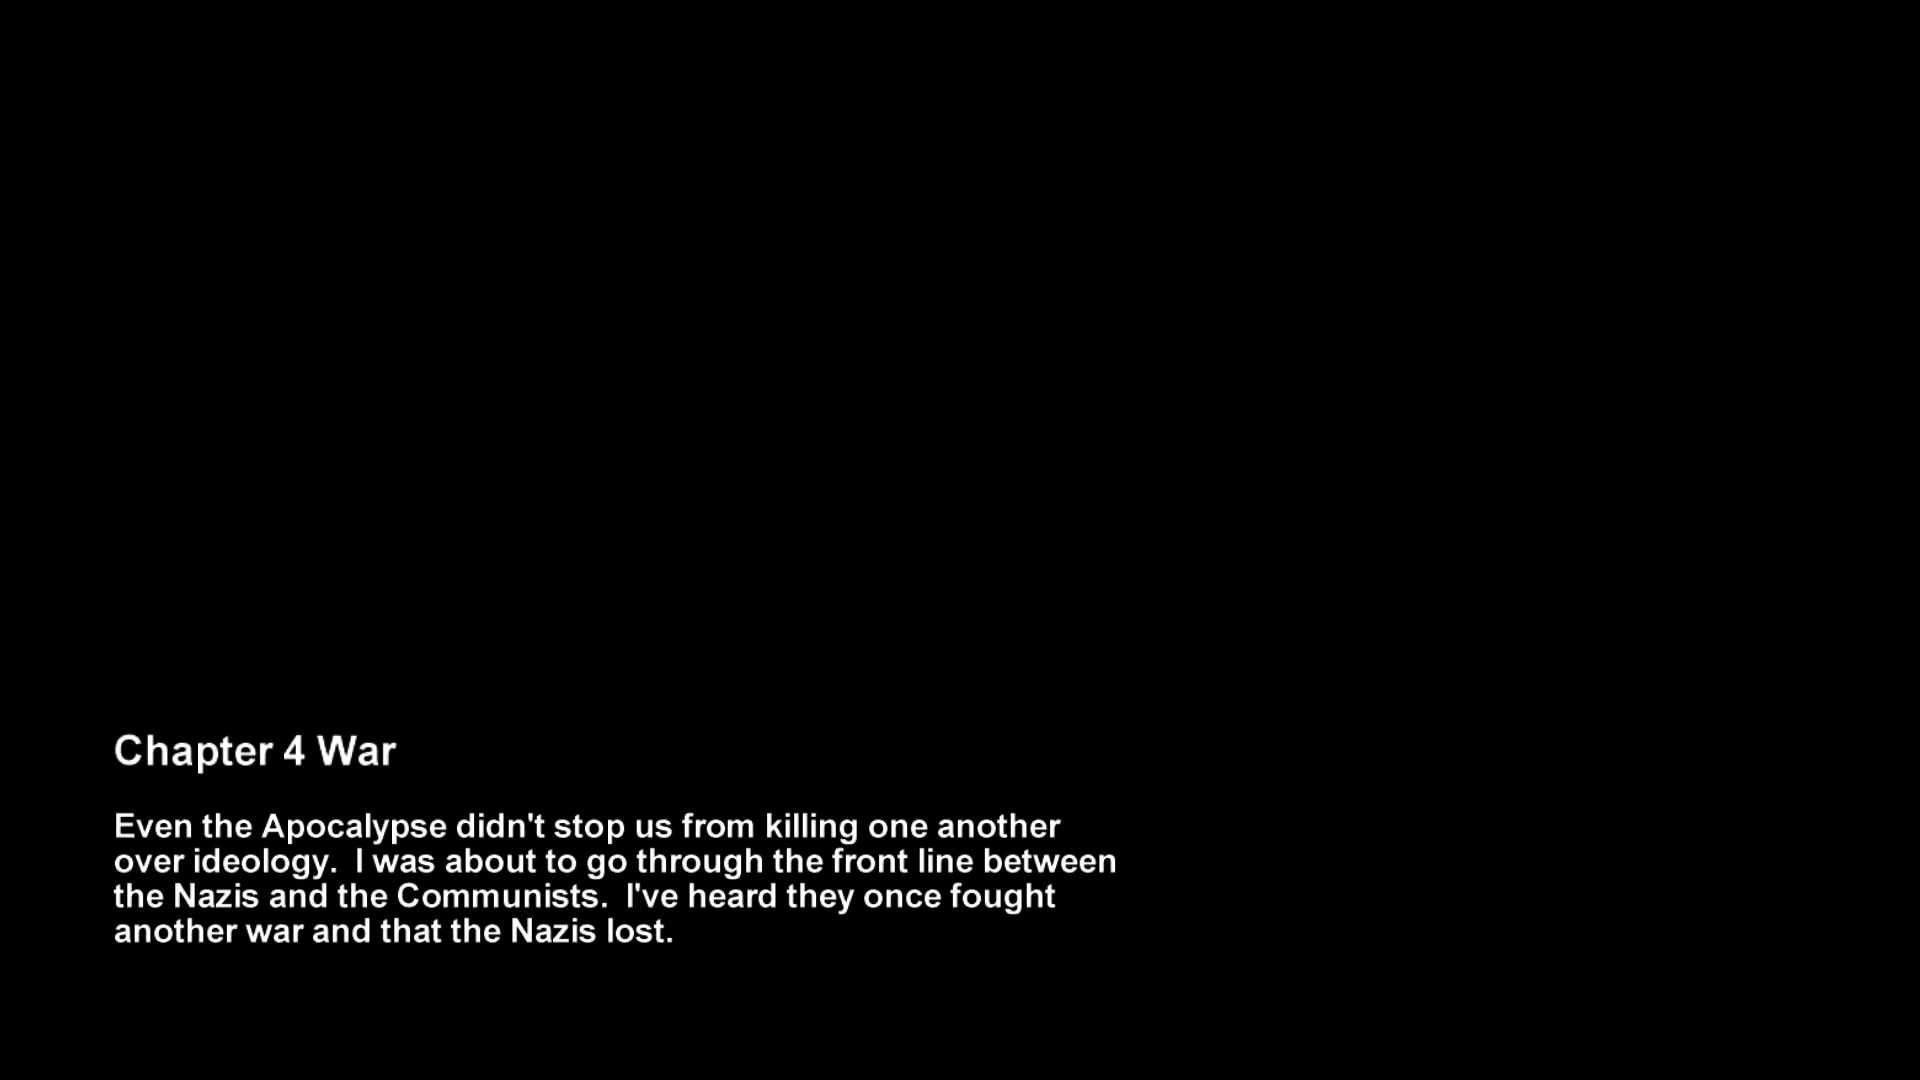 Chapter 4 War
Even the Apocalypse didn't stop us from killing one another
over ideology.  I was about to go through the front line between
the Nazis and the Communists.  I've heard they once fought
another war and that the Nazis lost.